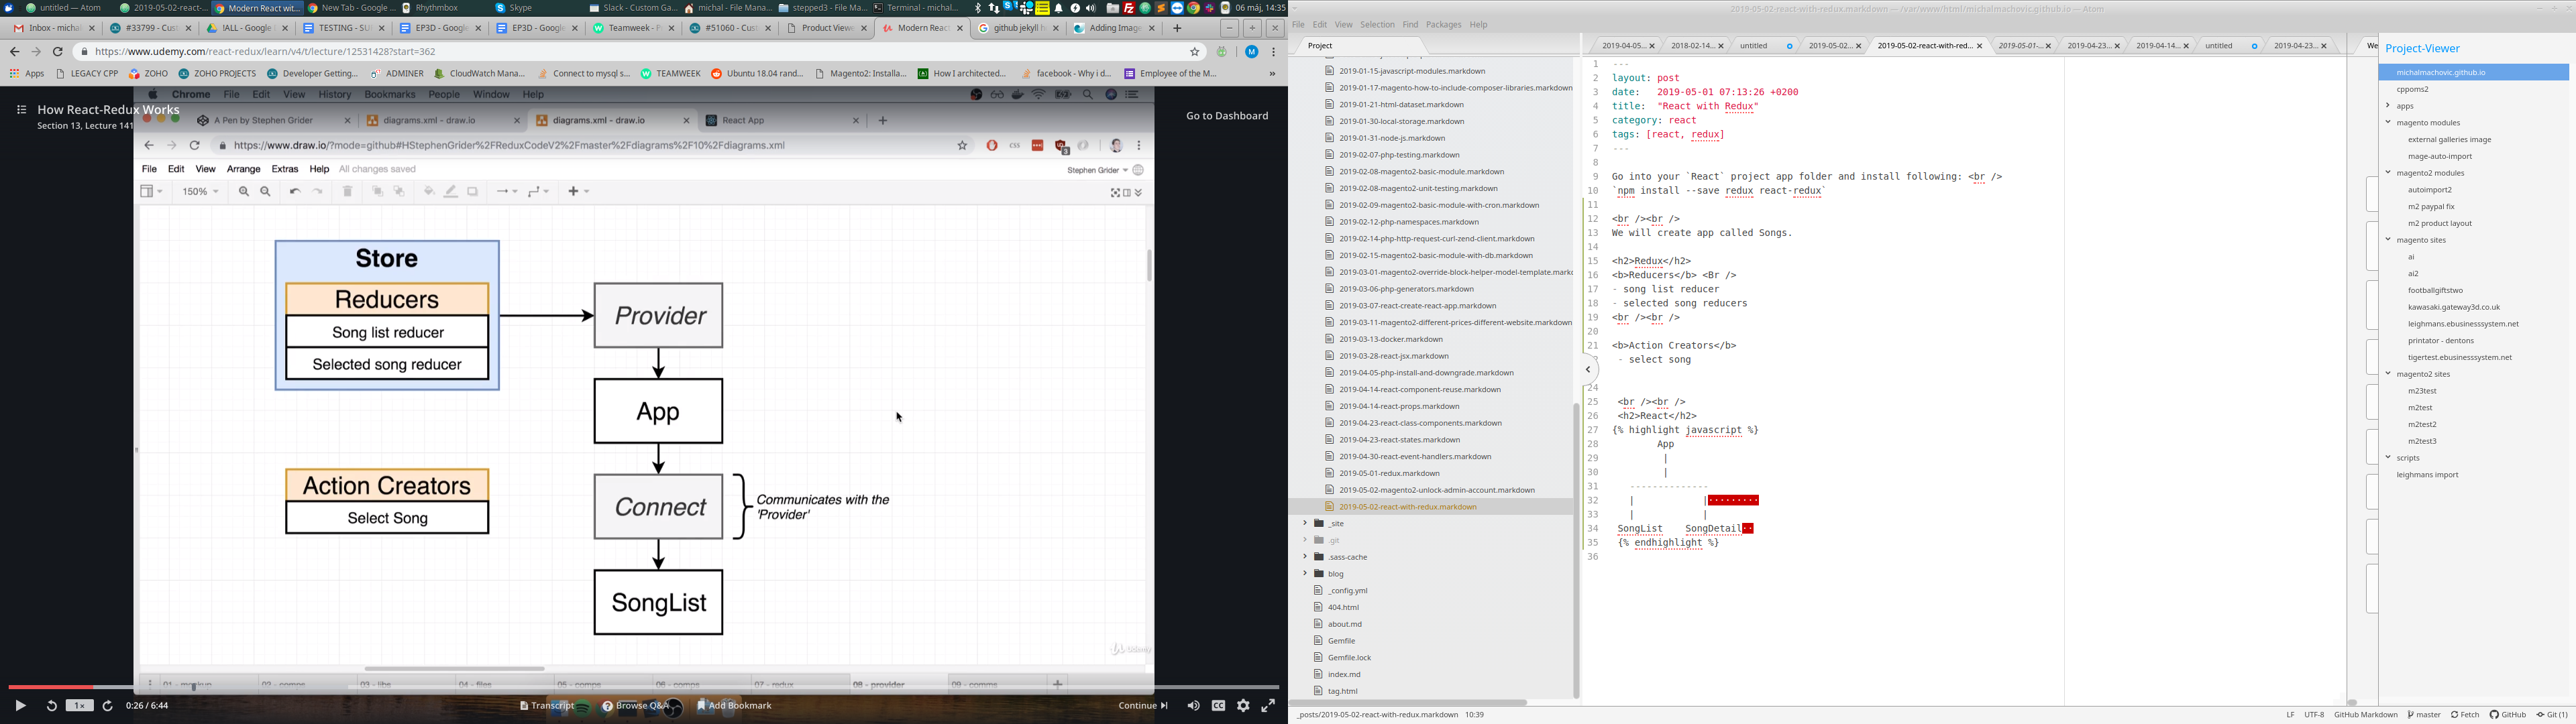 untitled — Atom
2019-05-02-react-...
Modern React wit...
New Tab - Google ...
Rhythmbox
Skype
Slack - Custom Ga...
michal - File Mana...
stepped3 - File Ma...
Terminal - michal...
06 máj, 14:35
Inbox - michal
#33799 - Cust
!ALL - Google
TESTING - SU
EP3D - Google
EP3D - Google
Teamweek - P
#51060 - Cust
Product View
Modern React
github jekyll h
Adding Image
https://www.udemy.com/react-redux/learn/v4/t/lecture/12531428?start=362
Apps
LEGACY CPP
ZOHO
ZOHO PROJECTS
Developer Getting...
ADMINER
CloudWatch Mana...
Connect to mysql s...
TEAMWEEK
Ubuntu 18.04 rand...
Magento2: Installa...
How I architected...
facebook - Why i d...
Employee of the M...
How React-Redux Works
Section 13, Lecture 141
Go to Dashboard
Chrome File Edit View History Bookmarks People Window Help
A Pen by Stephen Grider
diagrams.xml - draw.io
diagrams.xml - draw.io
React App
https://www.draw.io/?mode=github#HStephenGrider%2FReduxCodeV2%2Fmaster%2Fdiagrams%2F10%2Fdiagrams.xml
File Edit View Arrange Extras Help All changes saved
Stephen Grider
150%
Store
Reducers
Song list reducer
Selected song reducer
Provider
App
Action Creators
Select Song
Connect
Communicates with the
'Provider'
SongList
Udemy
02 - comps
03 - libs
04 - files
05 - comps
06 - comps
07 - redux
08 - provider
09 - comms
1x
0:26 / 6:44
Transcript
Browse Q&A
Add Bookmark
Continue
CC
2019-05-02-react-with-redux.markdown — /var/www/html/michalmachovic.github.io — Atom
File Edit View Selection Find Packages Help
Project
2019-01-15-javascript-modules.markdown
2019-01-17-magento-how-to-include-composer-libraries.markdown
2019-01-21-html-dataset.markdown
2019-01-30-local-storage.markdown
2019-01-31-node-js.markdown
2019-02-07-php-testing.markdown
2019-02-08-magento2-basic-module.markdown
2019-02-08-magento2-unit-testing.markdown
2019-02-09-magento2-basic-module-with-cron.markdown
2019-02-12-php-namespaces.markdown
2019-02-14-php-http-request-curl-zend-client.markdown
2019-02-15-magento2-basic-module-with-db.markdown
2019-03-01-magento2-override-block-helper-model-template.markd
2019-03-06-php-generators.markdown
2019-03-07-react-create-react-app.markdown
2019-03-11-magento2-different-prices-different-website.markdown
2019-03-13-docker.markdown
2019-03-28-react-jsx.markdown
2019-04-05-php-install-and-downgrade.markdown
2019-04-14-react-component-reuse.markdown
2019-04-14-react-props.markdown
2019-04-23-react-class-components.markdown
2019-04-23-react-states.markdown
2019-04-30-react-event-handlers.markdown
2019-05-01-redux.markdown
2019-05-02-magento2-unlock-admin-account.markdown
2019-05-02-react-with-redux.markdown
_site
.git
.sass-cache
blog
_config.yml
404.html
about.md
Gemfile
Gemfile.lock
index.md
tag.html
2019-04-05...
2018-02-14...
untitled
2019-05-02...
2019-05-02-react-with-red...
2019-05-01-...
2019-04-23...
2019-04-14...
untitled
2019-04-23...
We
1 ---
2 layout: post
3 date: 2019-05-01 07:13:26 +0200
4 title: "React with Redux"
5 category: react
6 tags: [react, redux]
7 ---
8
9 Go into your `React` project app folder and install following: <br />
10 `npm install --save redux react-redux`
11
12 <br /><br />
13 We will create app called Songs.
14
15 <h2>Redux</h2>
16 <b>Reducers</b> <Br />
17 - song list reducer
18 - selected song reducers
19 <br /><br />
20
21 <b>Action Creators</b>
- select song
24
25 <br /><br />
26 <h2>React</h2>
27 {% highlight javascript %}
28 App
29 |
30 |
31 -------------
32 | |
33 | |
34 SongList SongDetail
35 {% endhighlight %}
36
Project-Viewer
michalmachovic.github.io
cppoms2
apps
magento modules
external galleries image
mage-auto-import
magento2 modules
autoimport2
m2 paypal fix
m2 product layout
magento sites
ai
ai2
footballgiftstwo
kawasaki.gateway3d.co.uk
leighmans.ebusinesssystem.net
printator - dentons
tigertest.ebusinesssystem.net
magento2 sites
m23test
m2test
m2test2
m2test3
scripts
leighmans import
_posts/2019-05-02-react-with-redux.markdown 10:39
LF UTF-8 GitHub Markdown master Fetch GitHub Git (1)